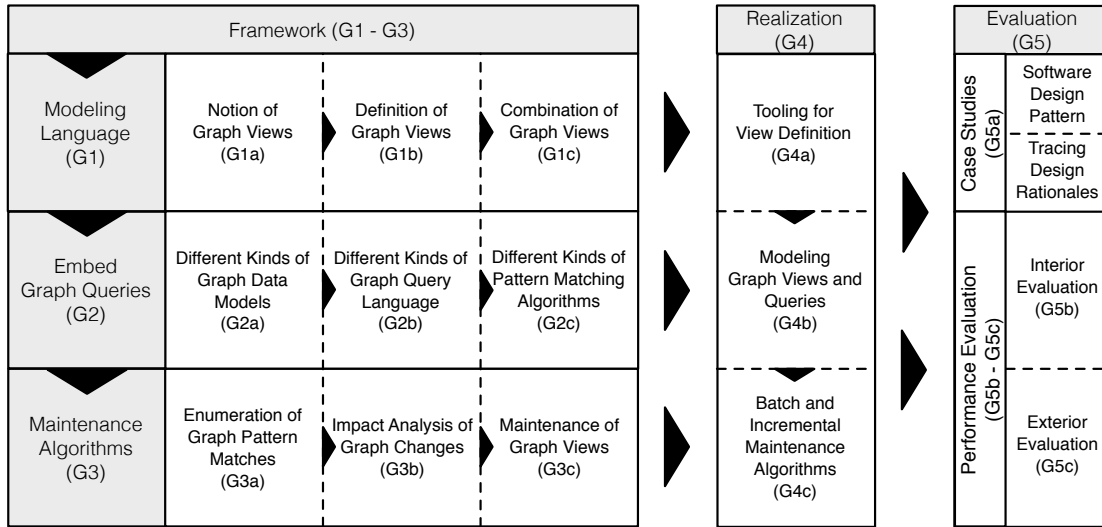 Framework (G1 - G3)
Modeling
Language
(G1)
Notion of
Graph Views
(G1a)
Definition of
Graph Views
(G1b)
Combination of
Graph Views
(G1c)
Embed
Graph Queries
(G2)
Different Kinds of
Graph Data
Models
(G2a)
Different Kinds of
Graph Query
Language
(G2b)
Different Kinds of
Pattern Matching
Algorithms
(G2c)
Maintenance
Algorithms
(G3)
Enumeration of
Graph Pattern
Matches
(G3a)
Impact Analysis of
Graph Changes
(G3b)
Maintenance of
Graph Views
(G3c)
Realization
(G4)
Tooling for
View Definition
(G4a)
Modeling
Graph Views and
Queries
(G4b)
Batch and
Incremental
Maintenance
Algorithms
(G4c)
Evaluation
(G5)
Case Studies
(G5a)
Software
Design
Pattern
Tracing
Design
Rationales
Performance Evaluation
(G5b - G5c)
Interior
Evaluation
(G5b)
Exterior
Evaluation
(G5c)